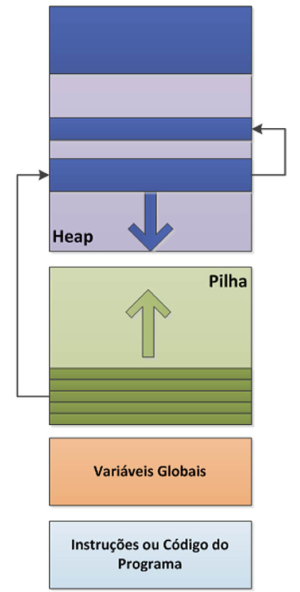 Heap
Pilha
Variáveis Globais
Instruções ou Código do
Programa